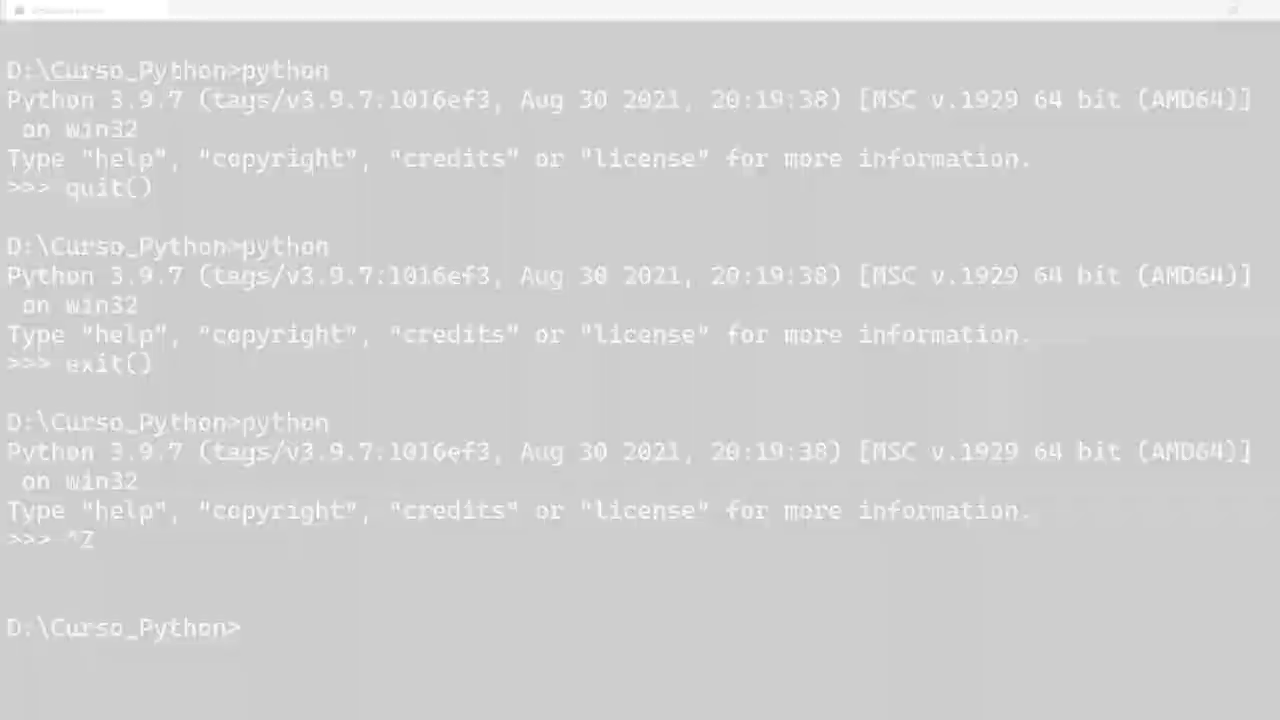 D:\Curso_Python>python
Python 3.9.7 (tags/v3.9.7:1016ef3, Aug 30 2021, 20:19:38) [MSC v.1929 64 bit (AMD64)]
 on win32
Type "help", "copyright", "credits" or "license" for more information.
>>> quit()
D:\Curso_Python>python
Python 3.9.7 (tags/v3.9.7:1016ef3, Aug 30 2021, 20:19:38) [MSC v.1929 64 bit (AMD64)]
 on win32
Type "help", "copyright", "credits" or "license" for more information.
>>> exit()
D:\Curso_Python>python
Python 3.9.7 (tags/v3.9.7:1016ef3, Aug 30 2021, 20:19:38) [MSC v.1929 64 bit (AMD64)]
 on win32
Type "help", "copyright", "credits" or "license" for more information.
>>> ^Z
D:\Curso_Python>